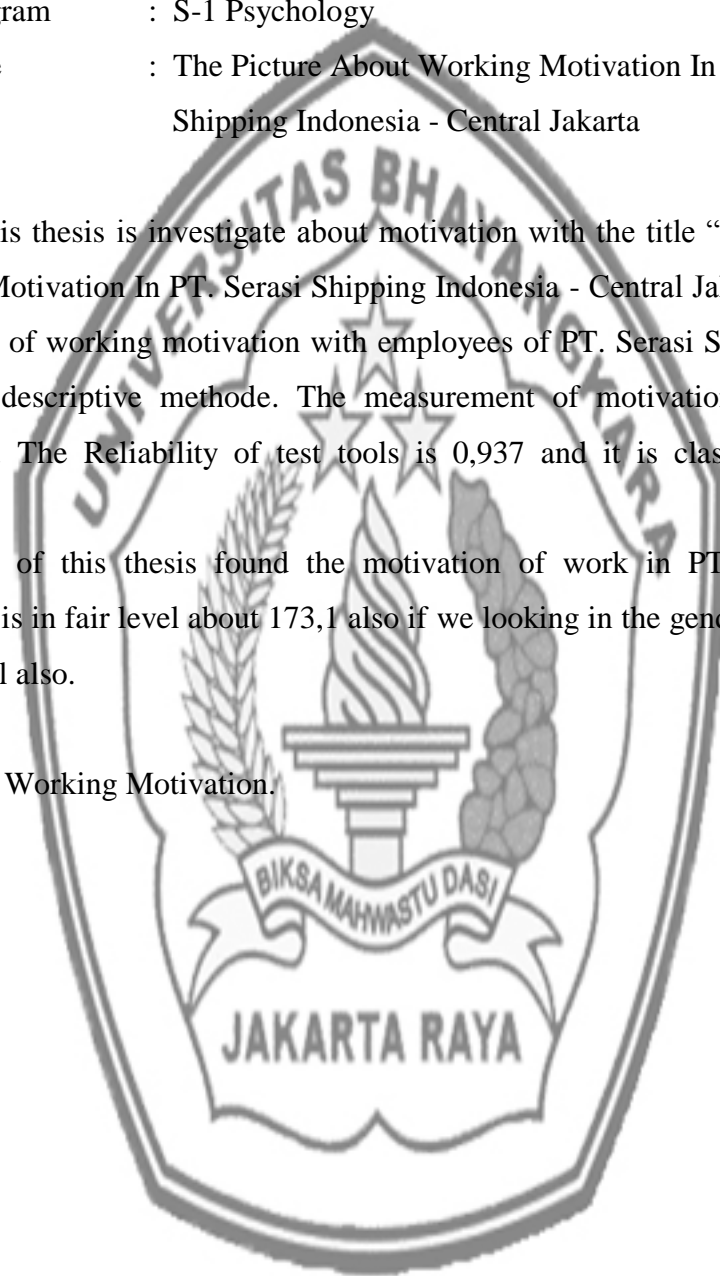 gram : S-1 Psychology
: The Picture About Working Motivation In
Shipping Indonesia - Central Jakarta
is thesis is investigate about motivation with the title “
Motivation In PT. Serasi Shipping Indonesia - Central Ja
of working motivation with employees of PT. Serasi S
descriptive methode. The measurement of motivation
The Reliability of test tools is 0,937 and it is clas
of this thesis found the motivation of work in PT
is in fair level about 173,1 also if we looking in the gen
l also.
Working Motivation.
UNIVERSITAS BHAYANGKARA
BIKSA MAHWASTU DASI
JAKARTA RAYA